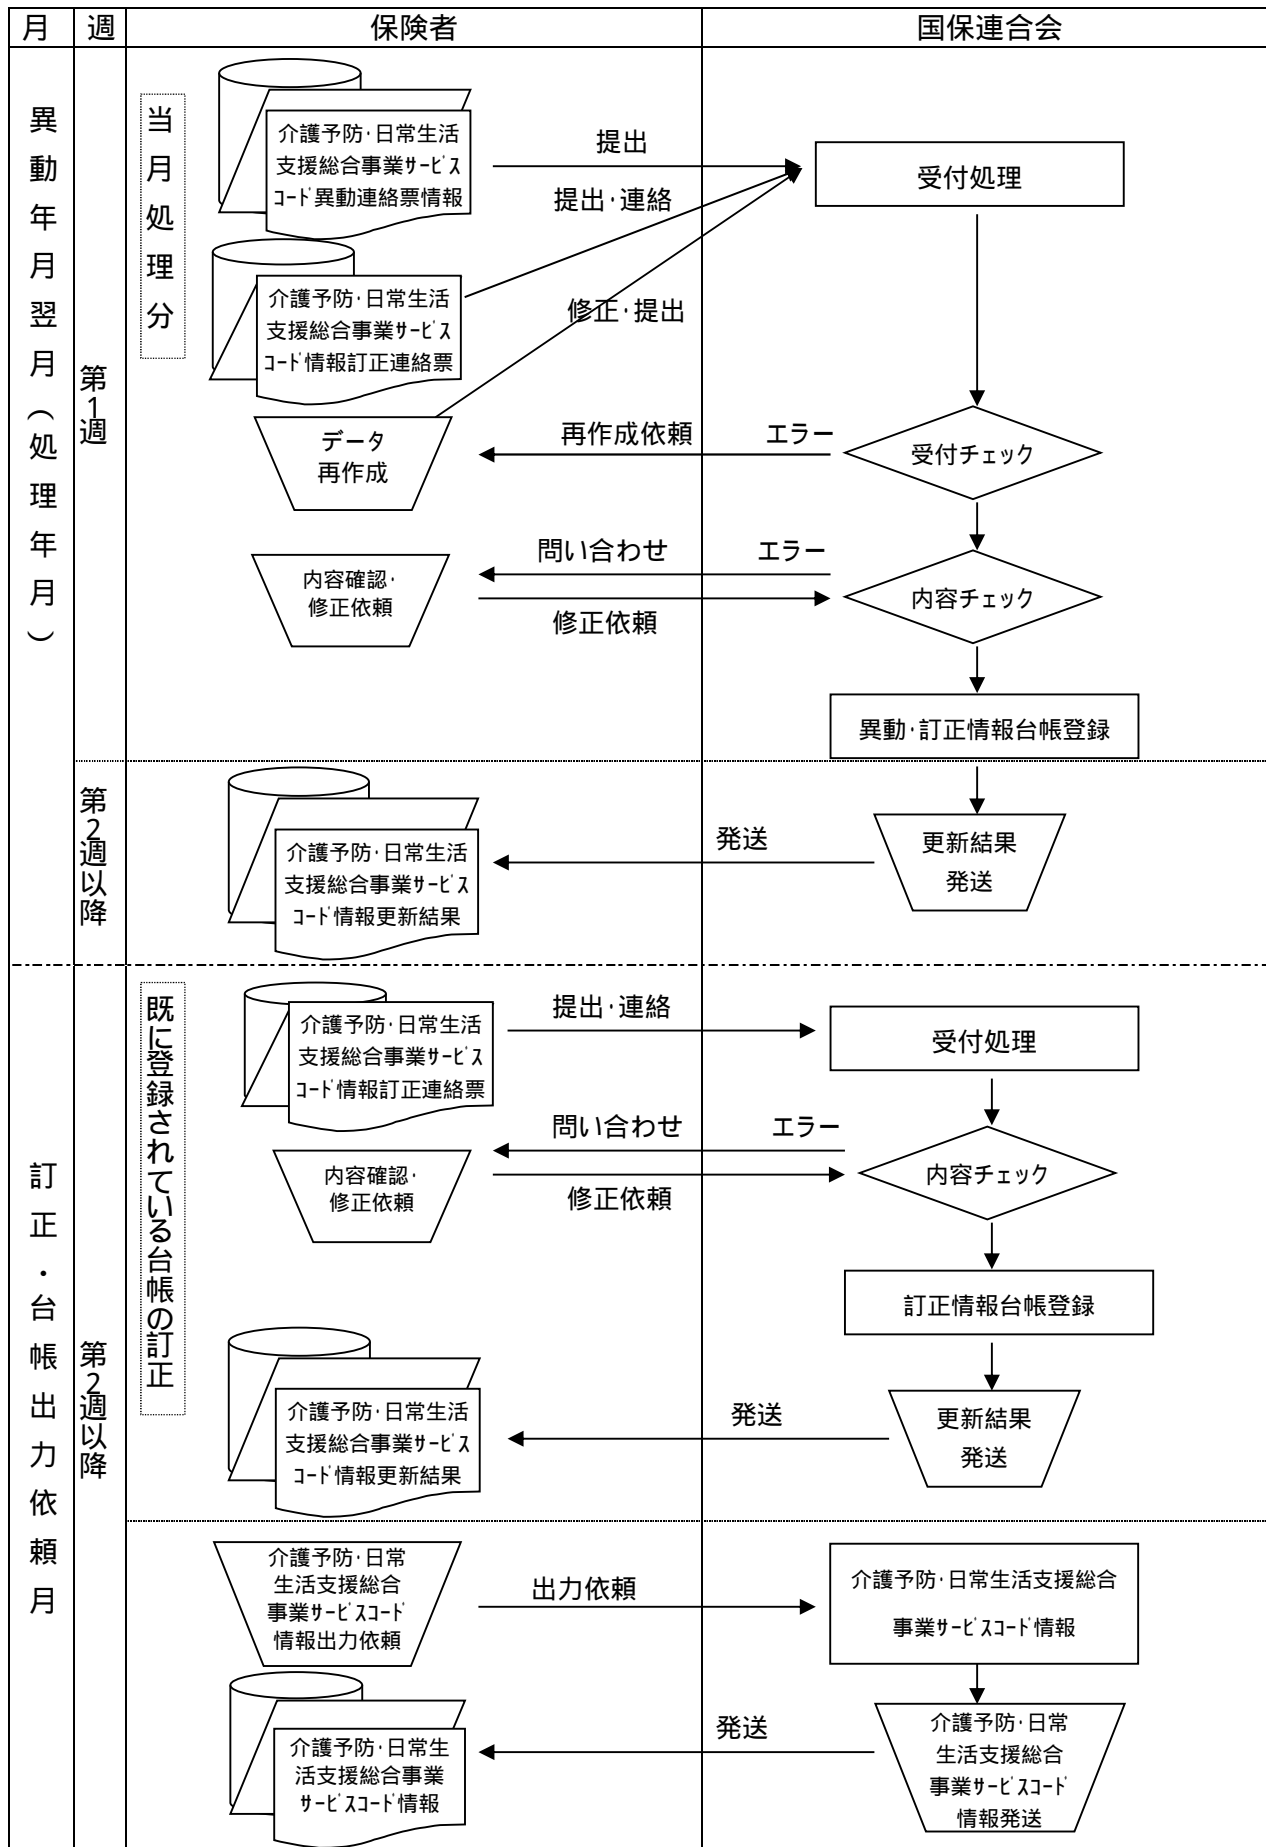 月 週 保険者 国保連合会
異動年月翌月（処理年月）
第1週
当月処理分
介護予防･日常生活
支援総合事業ｻｰﾋﾞｽ
ｺｰﾄﾞ異動連絡票情報
提出
受付処理
提出･連絡
介護予防･日常生活
支援総合事業ｻｰﾋﾞｽ
ｺｰﾄﾞ情報訂正連絡票
修正･提出
データ
再作成
再作成依頼 エラー
受付チェック
問い合わせ エラー
内容確認･
修正依頼
内容チェック
修正依頼
異動･訂正情報台帳登録
第2週以降
介護予防･日常生活
支援総合事業ｻｰﾋﾞｽ
ｺｰﾄﾞ情報更新結果
発送
更新結果
発送
訂正・台帳出力依頼月
第2週以降
既に登録されている台帳の訂正
介護予防･日常生活
支援総合事業ｻｰﾋﾞｽ
ｺｰﾄﾞ情報訂正連絡票
提出･連絡
受付処理
問い合わせ エラー
内容確認･
修正依頼
内容チェック
修正依頼
訂正情報台帳登録
介護予防･日常生活
支援総合事業ｻｰﾋﾞｽ
ｺｰﾄﾞ情報更新結果
発送
更新結果
発送
介護予防･日常
生活支援総合
事業ｻｰﾋﾞｽｺｰﾄﾞ
情報出力依頼
出力依頼
介護予防･日常生活支援総合
事業ｻｰﾋﾞｽｺｰﾄﾞ情報
介護予防･日常生
活支援総合事業
ｻｰﾋﾞｽｺｰﾄﾞ情報
発送
介護予防･日常
生活支援総合
事業ｻｰﾋﾞｽｺｰﾄﾞ
情報発送